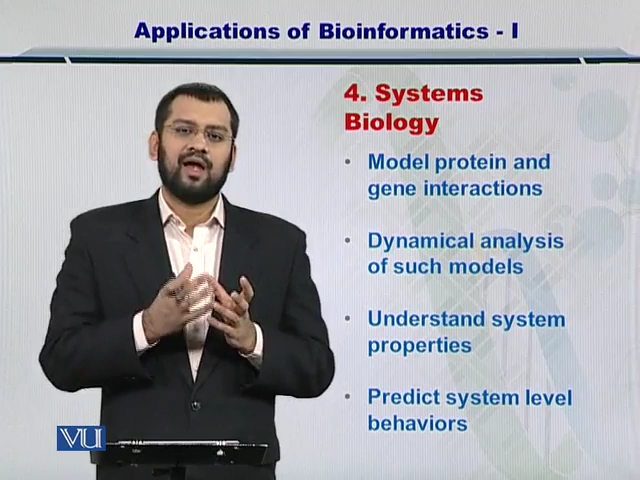 Applications of Bioinformatics - I
4. Systems
Biology
• Model protein and
gene interactions
• Dynamical analysis
of such models
• Understand system
properties
• Predict system level
behaviors
VU